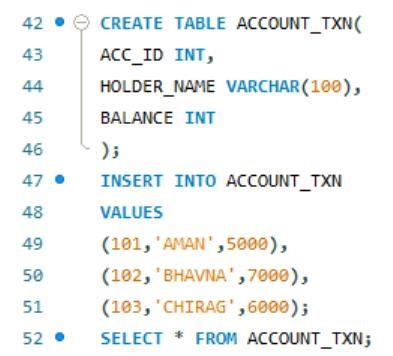 42 CREATE TABLE ACCOUNT_TXN(
43 ACC_ID INT,
44 HOLDER_NAME VARCHAR(100),
45 BALANCE INT
46 );
47 INSERT INTO ACCOUNT_TXN
48 VALUES
49 (101,'AMAN',5000),
50 (102,'BHAVNA',7000),
51 (103,'CHIRAG',6000);
52 SELECT * FROM ACCOUNT_TXN;